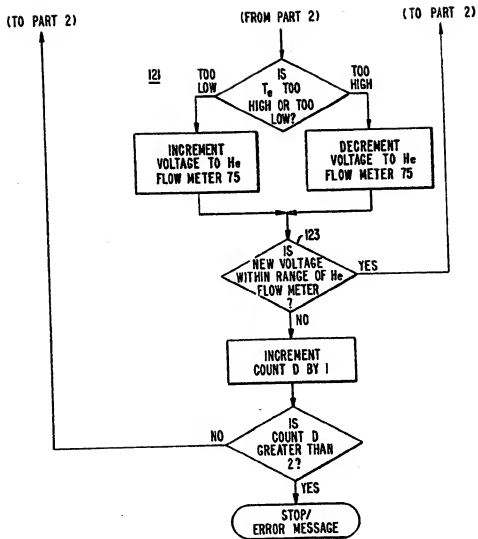 (TO PART 2)
(FROM PART 2)
(TO PART 2)
121
TOO
LOW
IS
Te TOO
HIGH OR TOO
LOW?
TOO
HIGH
INCREMENT
VOLTAGE TO He
FLOW METER 75
DECREMENT
VOLTAGE TO He
FLOW METER 75
123
IS
NEW VOLTAGE
WITHIN RANGE OF He
FLOW METER
?
YES
NO
INCREMENT
COUNT D BY 1
IS
COUNT D
GREATER THAN
2?
NO
YES
STOP/
ERROR MESSAGE